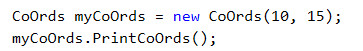 CoOrds myCoOrds = new CoOrds(10, 15);
myCoOrds.PrintCoOrds();